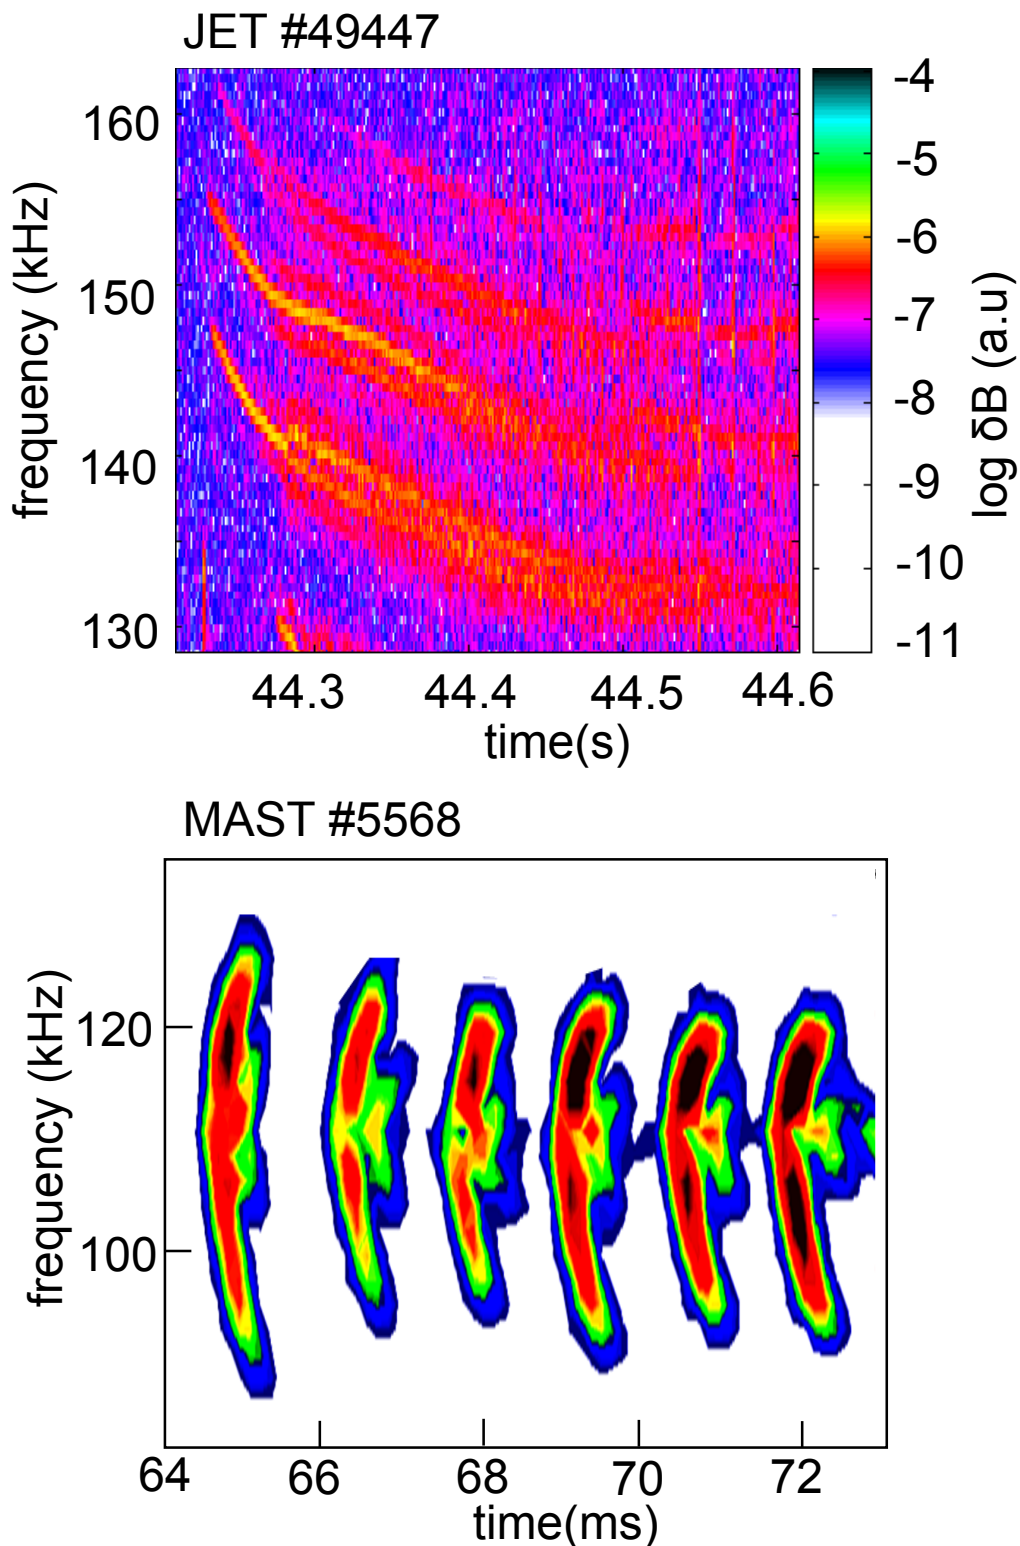 JET #49447
frequency (kHz)
160
150
140
130
44.3 44.4 44.5 44.6
time(s)
-4
-5
-6
-7
-8
-9
-10
-11
log δB (a.u)
MAST #5568
frequency (kHz)
120
100
64 66 68 70 72
time(ms)